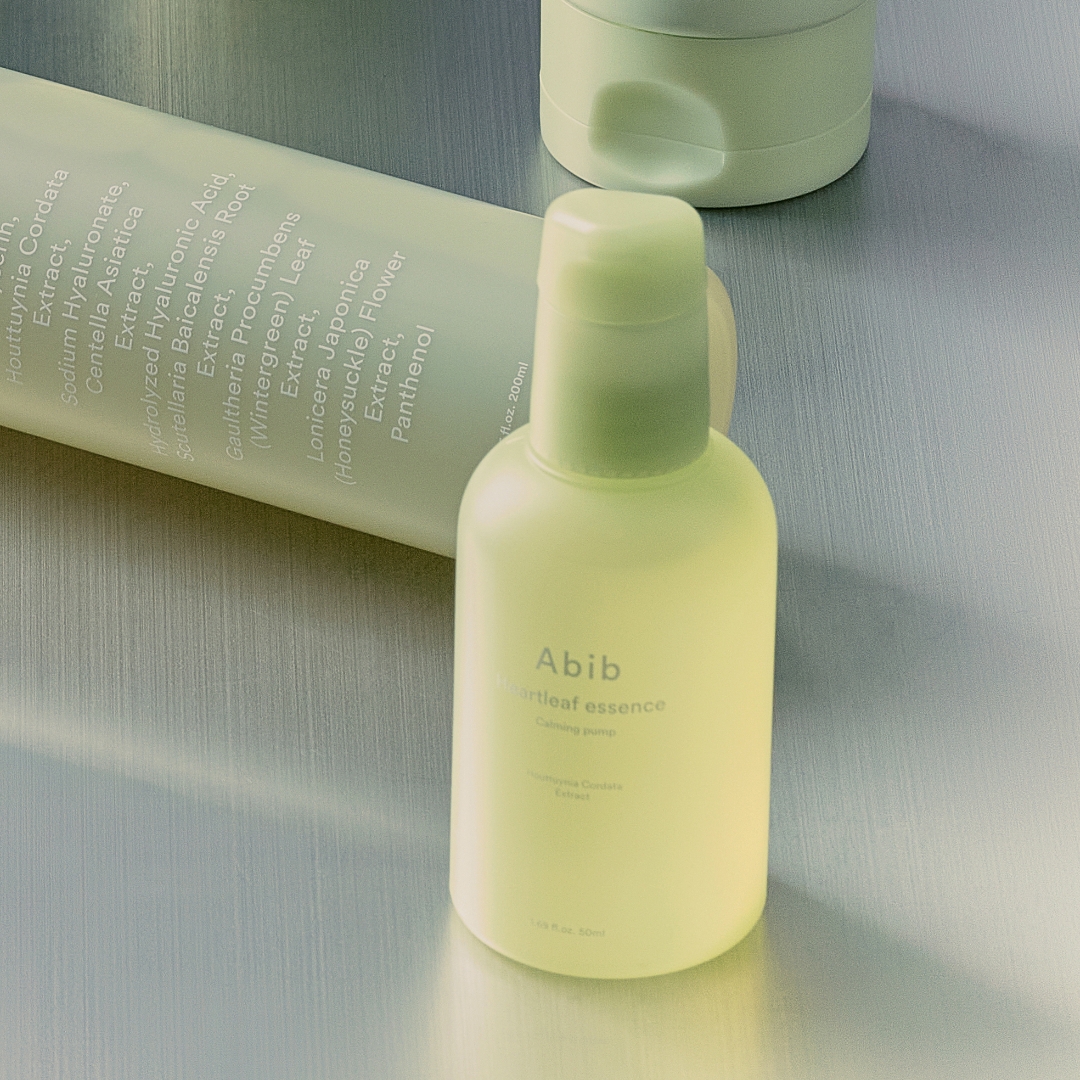 Houttuynia Cordata
Extract,
Sodium Hyaluronate,
Centella Asiatica
Extract,
Hydrolyzed Hyaluronic Acid,
Scutellaria Baicalensis Root
Extract,
Gaultheria Procumbens
(Wintergreen) Leaf
Extract,
Lonicera Japonica
(Honeysuckle) Flower
Extract,
Panthenol
fl.oz. 200ml
Abib
Heartleaf essence
Calming pump
Houttuynia Cordata
Extract
1.69 fl.oz. 50ml